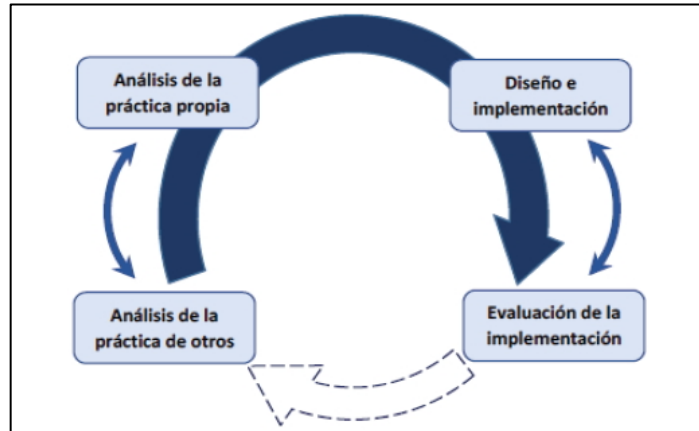 Análisis de la
práctica propia
Diseño e
implementación
Análisis de la
práctica de otros
Evaluación de la
implementación